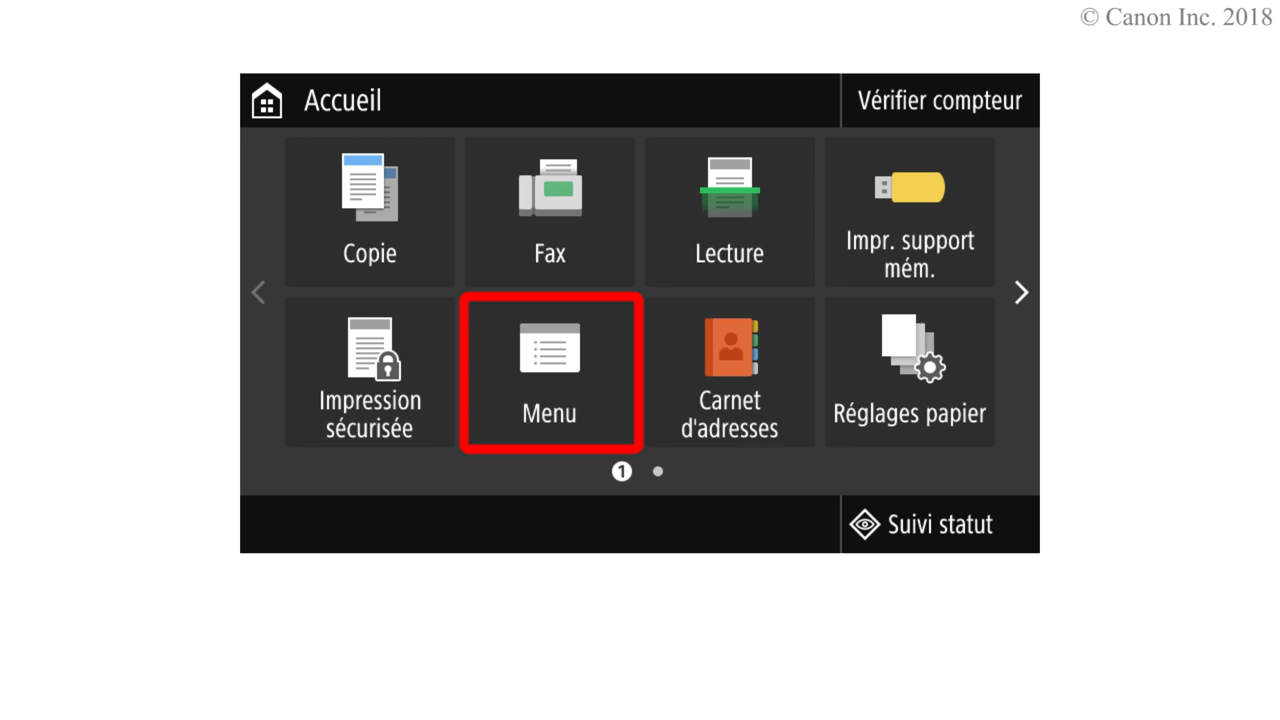 © Canon Inc. 2018
Accueil
Vérifier compteur
Copie
Fax
Lecture
Impr. support
mém.
Impression
sécurisée
Menu
Carnet
d'adresses
Réglages papier
1
Suivi statut